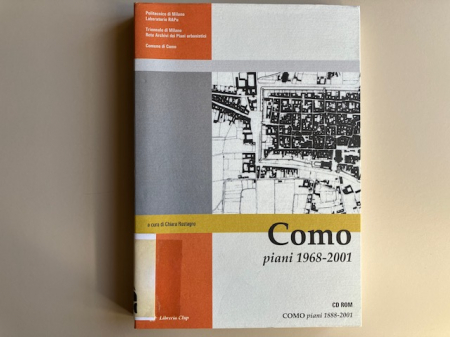 Politecnico di Milano
Laboratorio RAPu
Triennale di Milano
Rete Archivi dei Piani urbanistici
Comune di Como
a cura di Chiara Nastagno
Como
piani 1968-2001
CD ROM
COMO piani 1888-2001
Libreria Clup